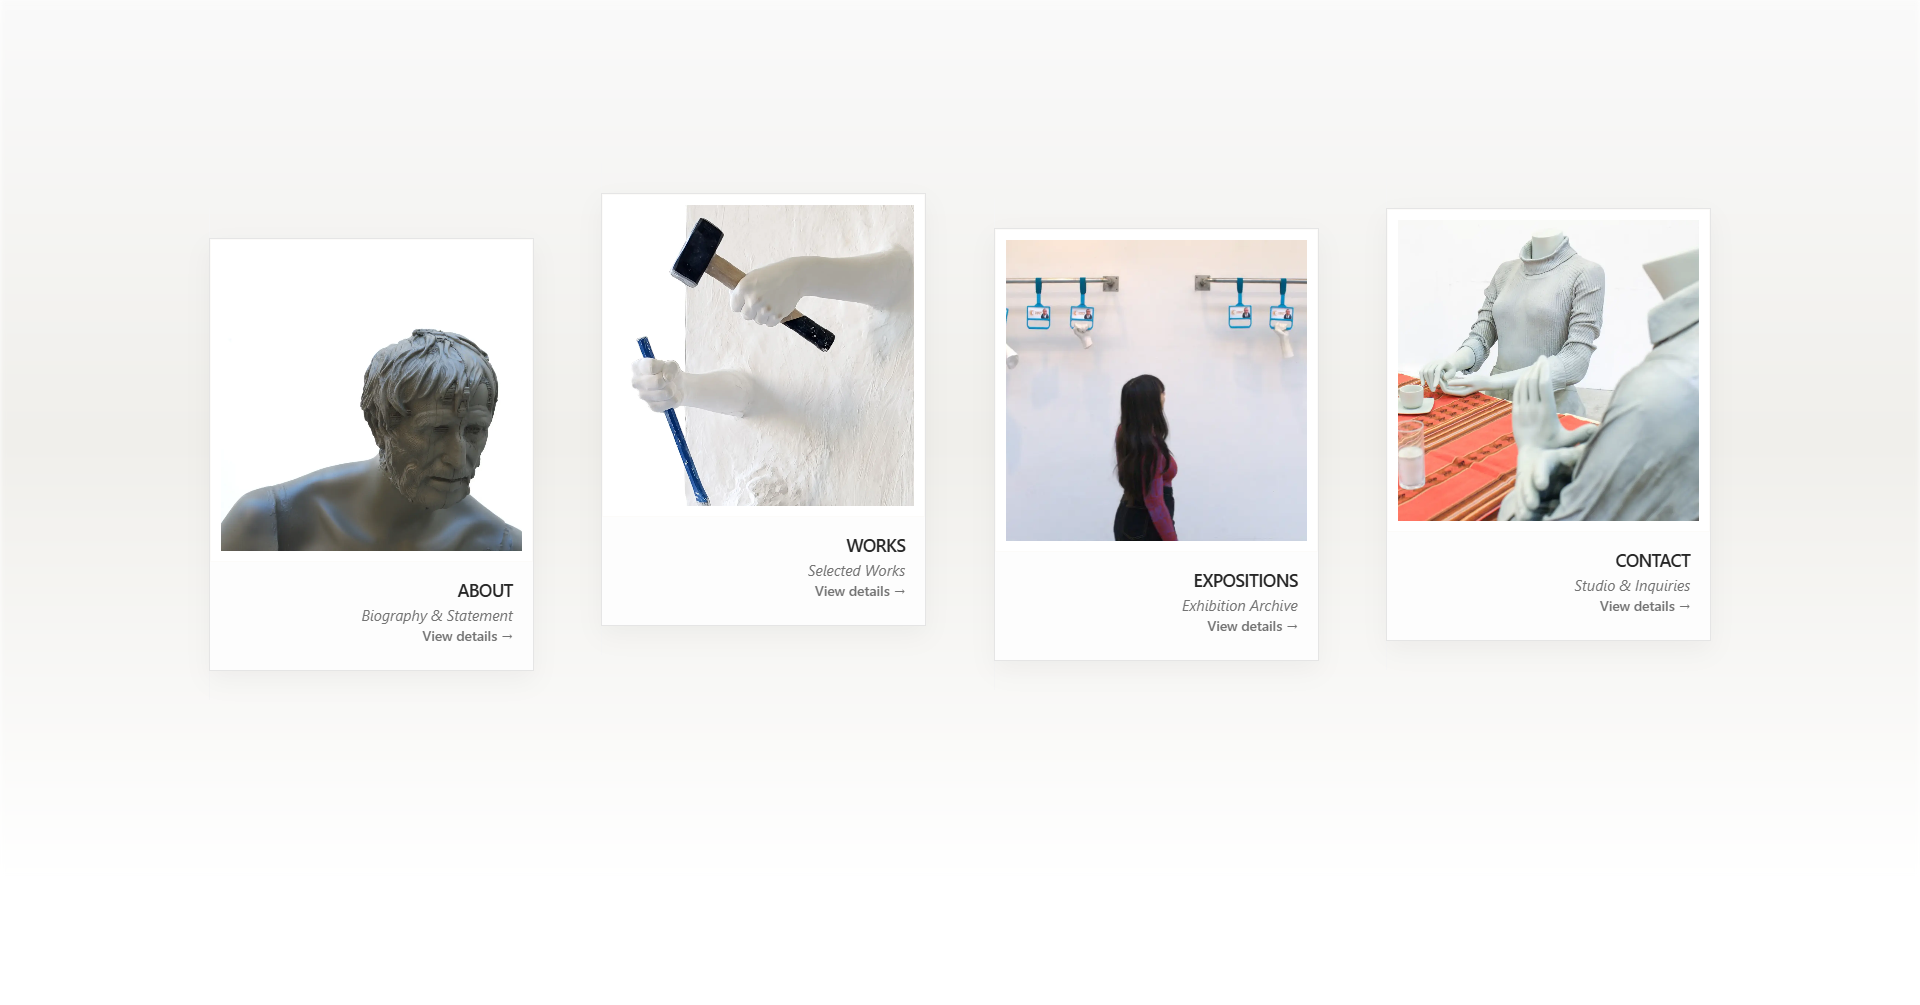 ABOUT
Biography & Statement
View details →
WORKS
Selected Works
View details →
EXPOSITIONS
Exhibition Archive
View details →
CONTACT
Studio & Inquiries
View details →